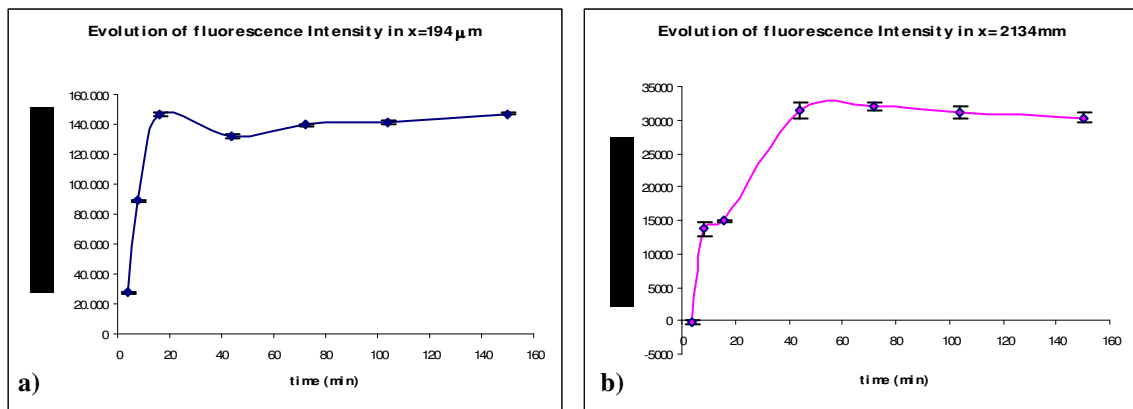 Evolution of fluorescence Intensity in x=194μm
160.000
140.000
120.000
100.000
80.000
60.000
40.000
20.000
0
0 20 40 60 80 100 120 140 160
time (min)
a)
Evolution of fluorescence Intensity in x= 2134mm
35000
30000
25000
20000
15000
10000
5000
0
-5000
0 20 40 60 80 100 120 140 160
time (min)
b)